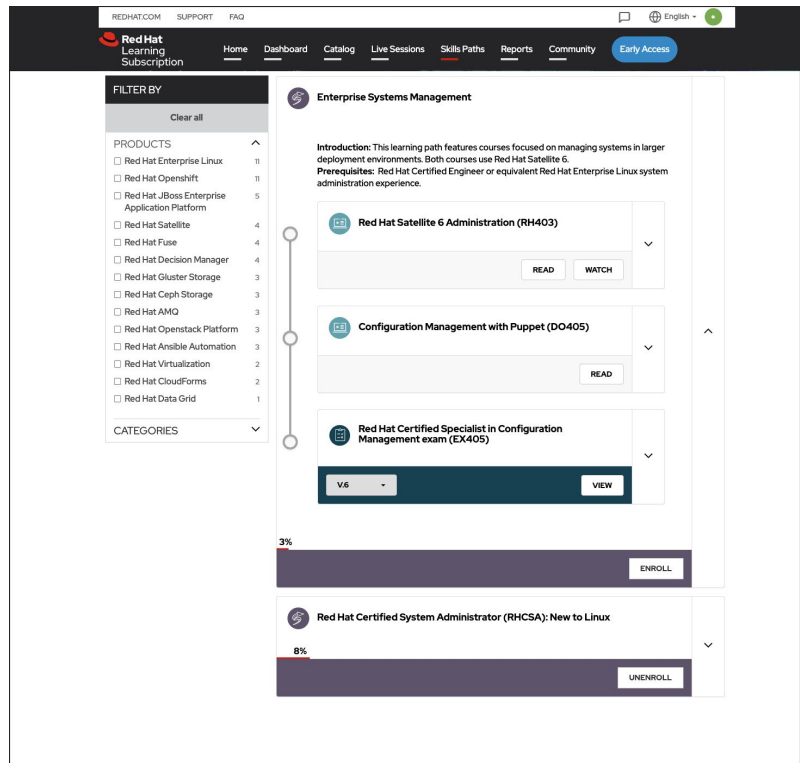 REDHAT.COM SUPPORT FAQ English
Red Hat
Learning
Subscription
Home Dashboard Catalog Live Sessions Skills Paths Reports Community Early Access
FILTER BY
Clear all
PRODUCTS
Red Hat Enterprise Linux 11
Red Hat Openshift 11
Red Hat JBoss Enterprise
Application Platform 5
Red Hat Satellite 4
Red Hat Fuse 4
Red Hat Decision Manager 4
Red Hat Gluster Storage 3
Red Hat Ceph Storage 3
Red Hat AMQ 3
Red Hat Openstack Platform 3
Red Hat Ansible Automation 3
Red Hat Virtualization 2
Red Hat CloudForms 2
Red Hat Data Grid 1
CATEGORIES
Enterprise Systems Management
Introduction: This learning path features courses focused on managing systems in larger
deployment environments. Both courses use Red Hat Satellite 6.
Prerequisites: Red Hat Certified Engineer or equivalent Red Hat Enterprise Linux system
administration experience.
Red Hat Satellite 6 Administration (RH403)
READ WATCH
Configuration Management with Puppet (DO405)
READ
Red Hat Certified Specialist in Configuration
Management exam (EX405)
V.6 VIEW
3%
ENROLL
Red Hat Certified System Administrator (RHCSA): New to Linux
8%
UNENROLL